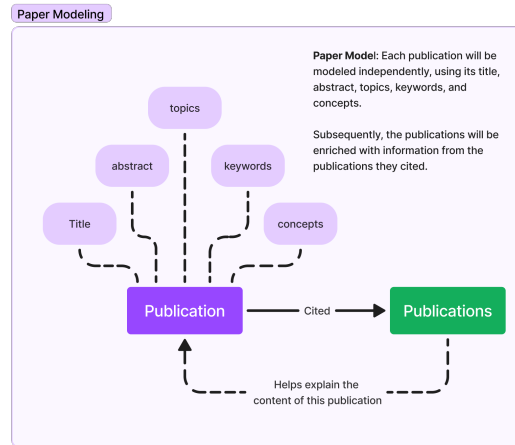 Paper Modeling
Paper Model: Each publication will be
modeled independently, using its title,
abstract, topics, keywords, and
concepts.
Subsequently, the publications will be
enriched with information from the
publications they cited.
topics
abstract
keywords
Title
concepts
Publication
Cited
Publications
Helps explain the
content of this publication